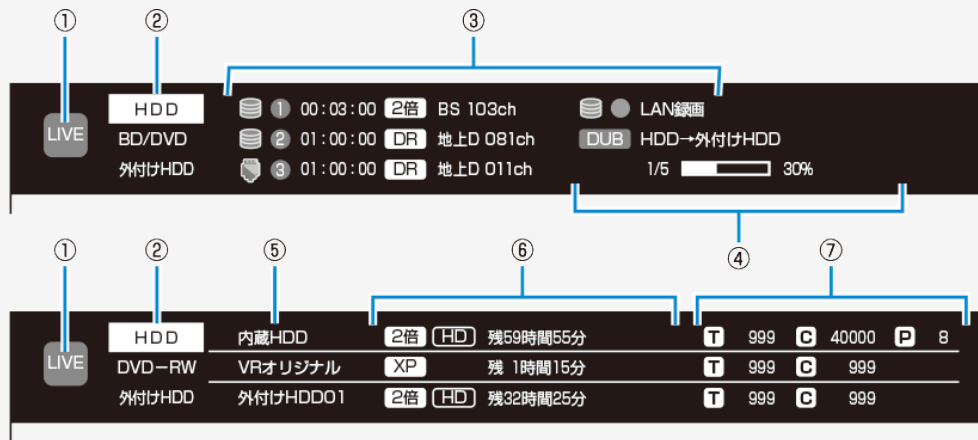 ① ② ③
LIVE
HDD
BD/DVD
外付けHDD
1 00:03:00 2倍 BS 103ch
2 01:00:00 DR 地上D 081ch
3 01:00:00 DR 地上D 011ch
LAN録画
DUB HDD→外付けHDD
1/5 30%
④
① ② ⑤ ⑥ ⑦
LIVE
HDD 内蔵HDD 2倍 HD 残59時間55分 T 999 C 40000 P 8
DVD-RW VRオリジナル XP 残 1時間15分 T 999 C 999
外付けHDD 外付けHDD01 2倍 HD 残32時間25分 T 999 C 999